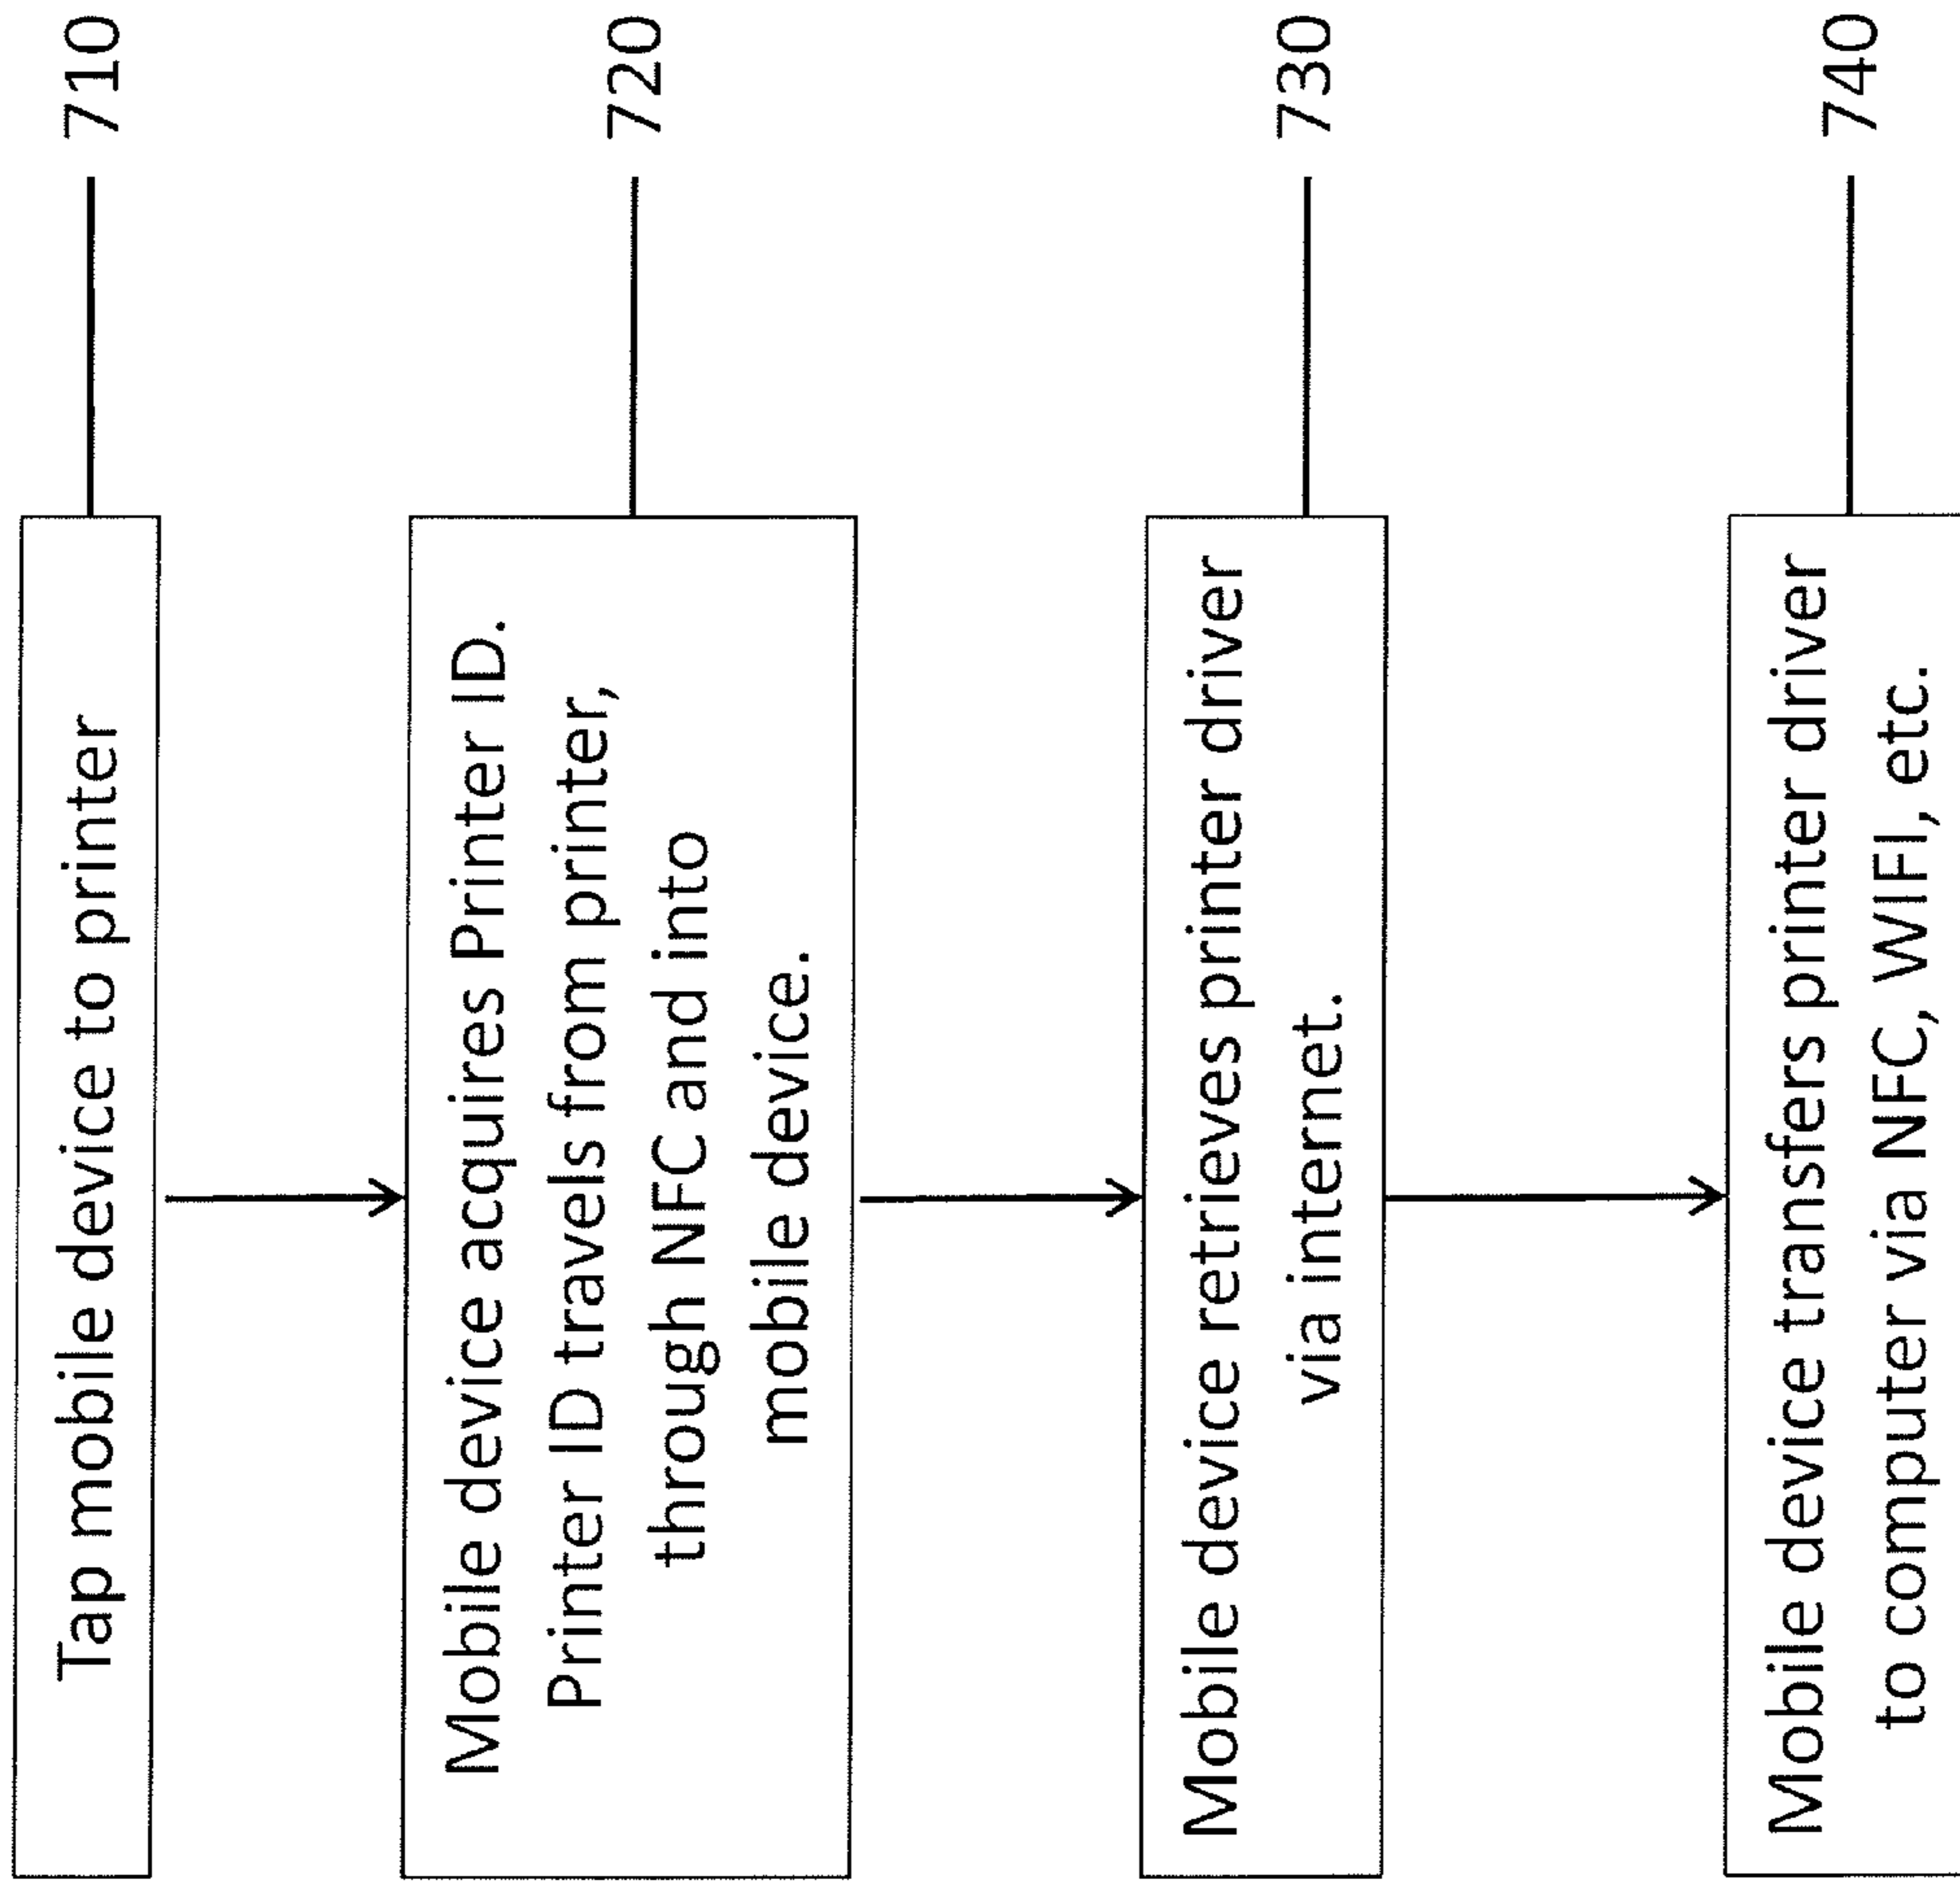 Tap mobile device to printer
710
Mobile device acquires Printer ID.
Printer ID travels from printer,
through NFC and into
mobile device.
720
Mobile device retrieves printer driver
via internet.
730
Mobile device transfers printer driver
to computer via NFC, WIFI, etc.
740